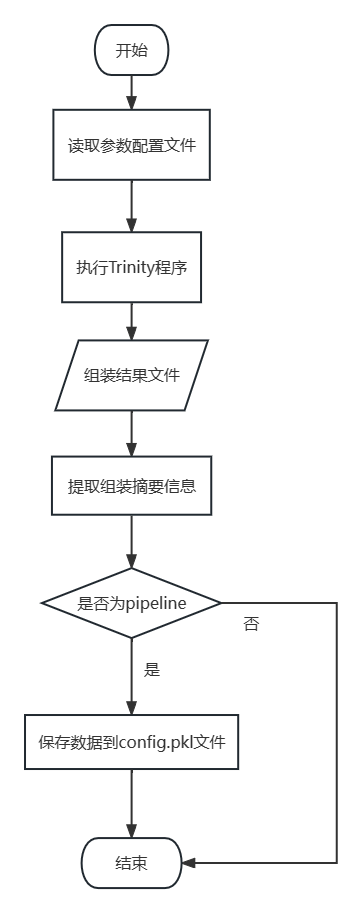 开始
读取参数配置文件
执行Trinity程序
组装结果文件
提取组装摘要信息
是否为pipeline
否
是
保存数据到config.pkl文件
结束